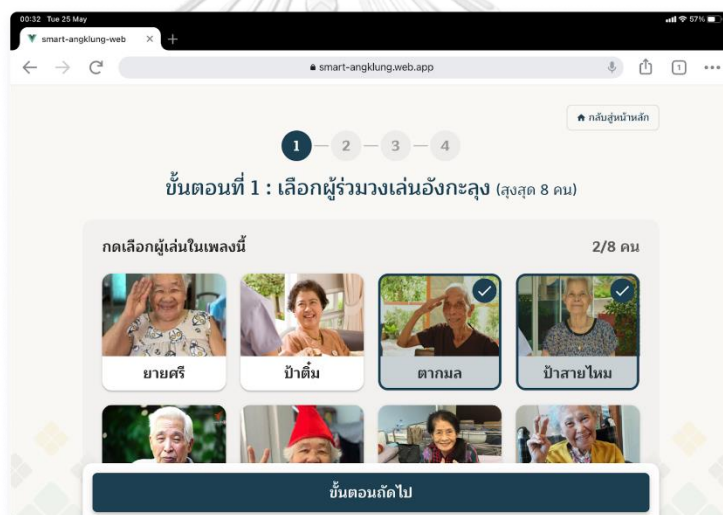 00:32 Tue 25 May
57%
smart-angklung-web × +
smart-angklung.web.app
1
กลับสู่หน้าหลัก
1 – 2 – 3 – 4
ขั้นตอนที่ 1 : เลือกผู้ร่วมวงเล่นอังกะลุง (สูงสุด 8 คน)
กดเลือกผู้เล่นในเพลงนี้
2/8 คน
ยายศรี
ป้าติ๋ม
ตากมล
ป้าสายไหม
ขั้นตอนถัดไป